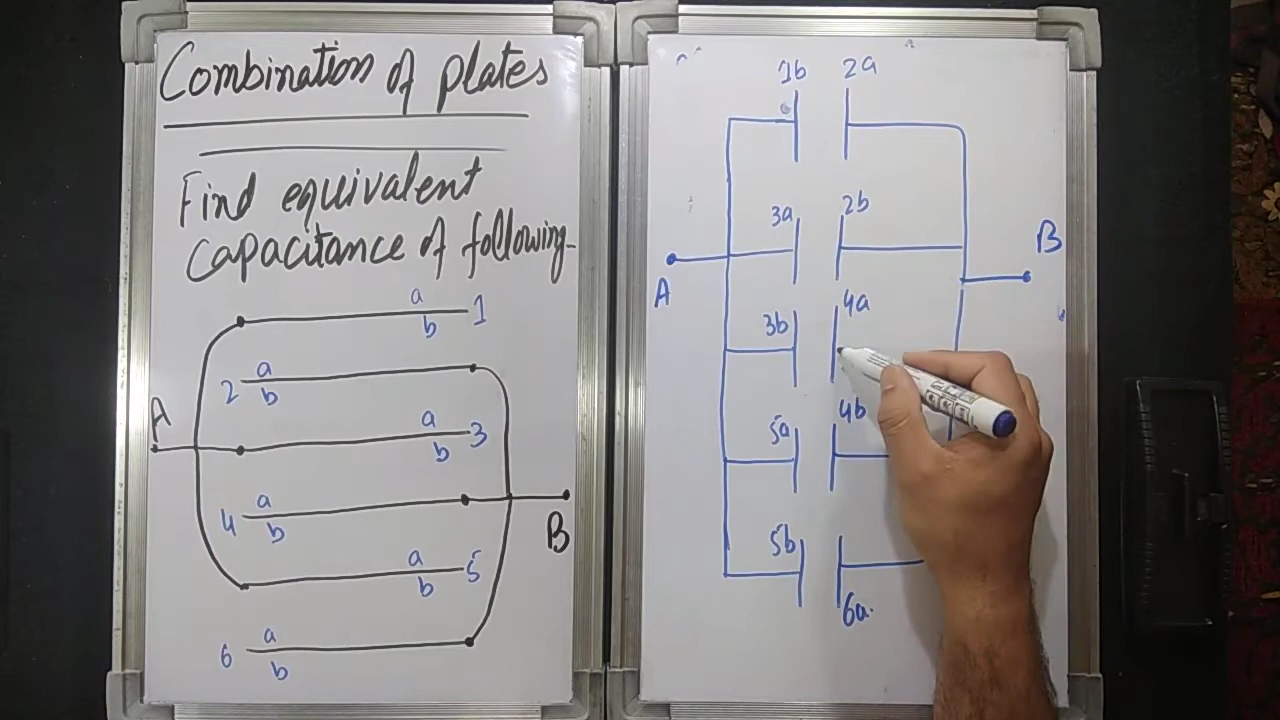 Combination of plates
Find equivalent
capacitance of following
a
b
1
2
a
b
A
a
b
3
4
a
b
B
a
b
5
6
a
b
1b 2a
3a 2b
A
B
3b 4a
5a 4b
5b
6a